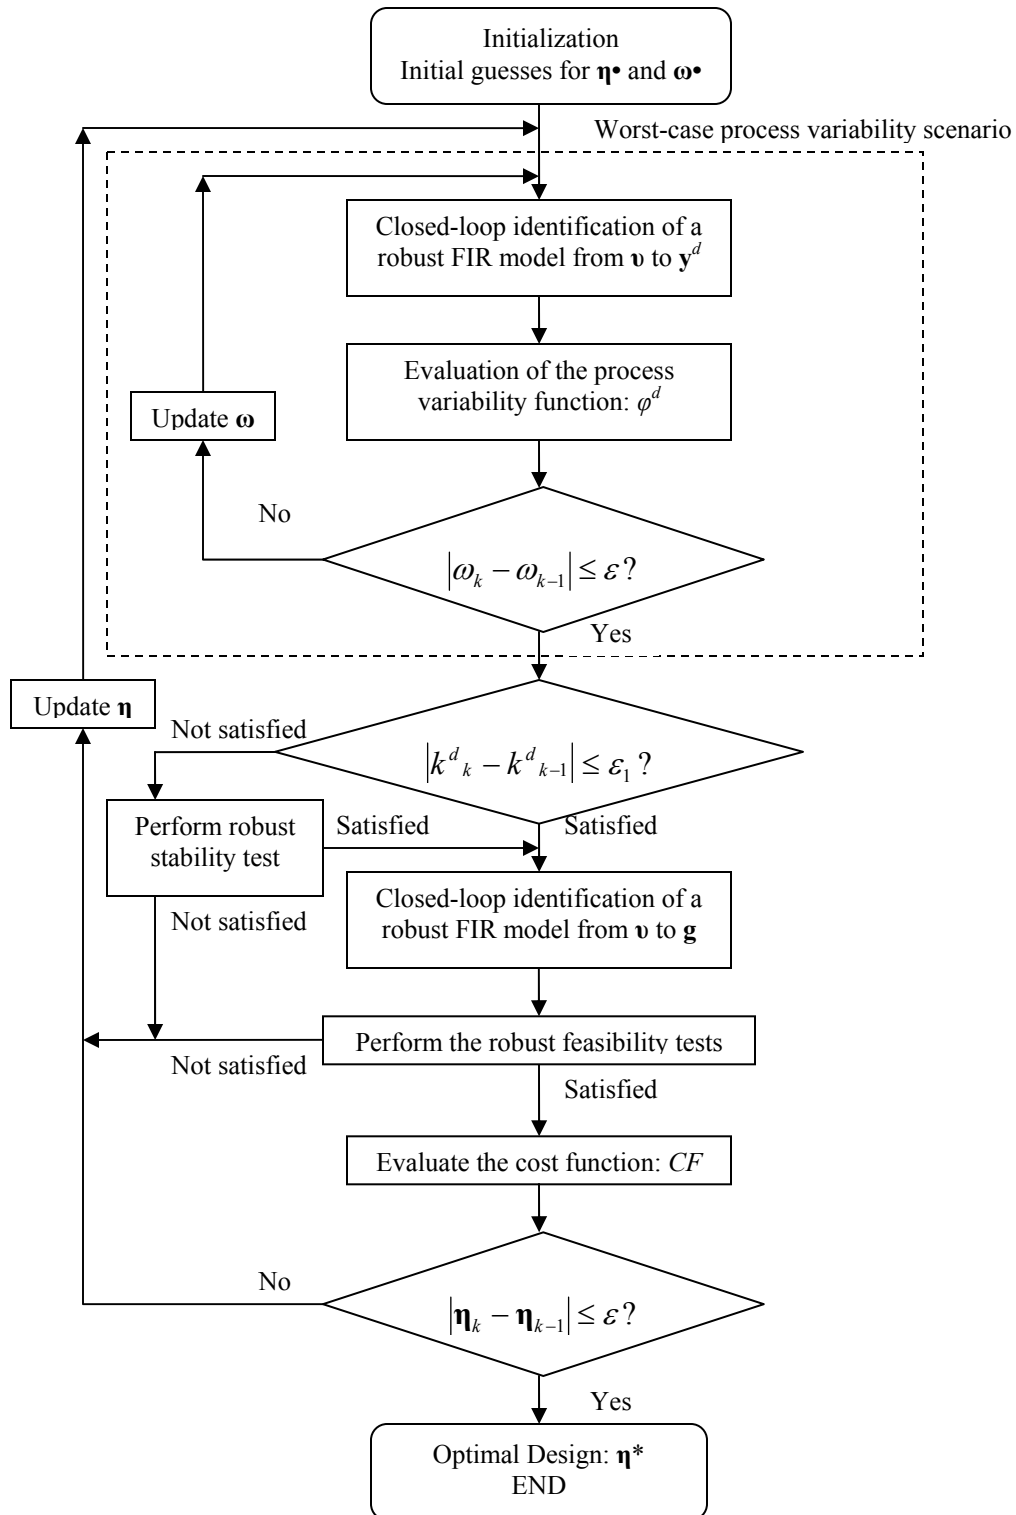 Initialization
Initial guesses for η• and ω•
Worst-case process variability scenario
Closed-loop identification of a
robust FIR model from υ to y^d
Evaluation of the process
variability function: φ^d
Update ω
No
|ω_k − ω_{k−1}| ≤ ε ?
Yes
Update η
Not satisfied
|k^d_k − k^d_{k−1}| ≤ ε_1 ?
Perform robust
stability test
Satisfied
Satisfied
Closed-loop identification of a
robust FIR model from υ to g
Not satisfied
Perform the robust feasibility tests
Not satisfied
Satisfied
Evaluate the cost function: CF
No
|η_k − η_{k−1}| ≤ ε ?
Yes
Optimal Design: η*
END